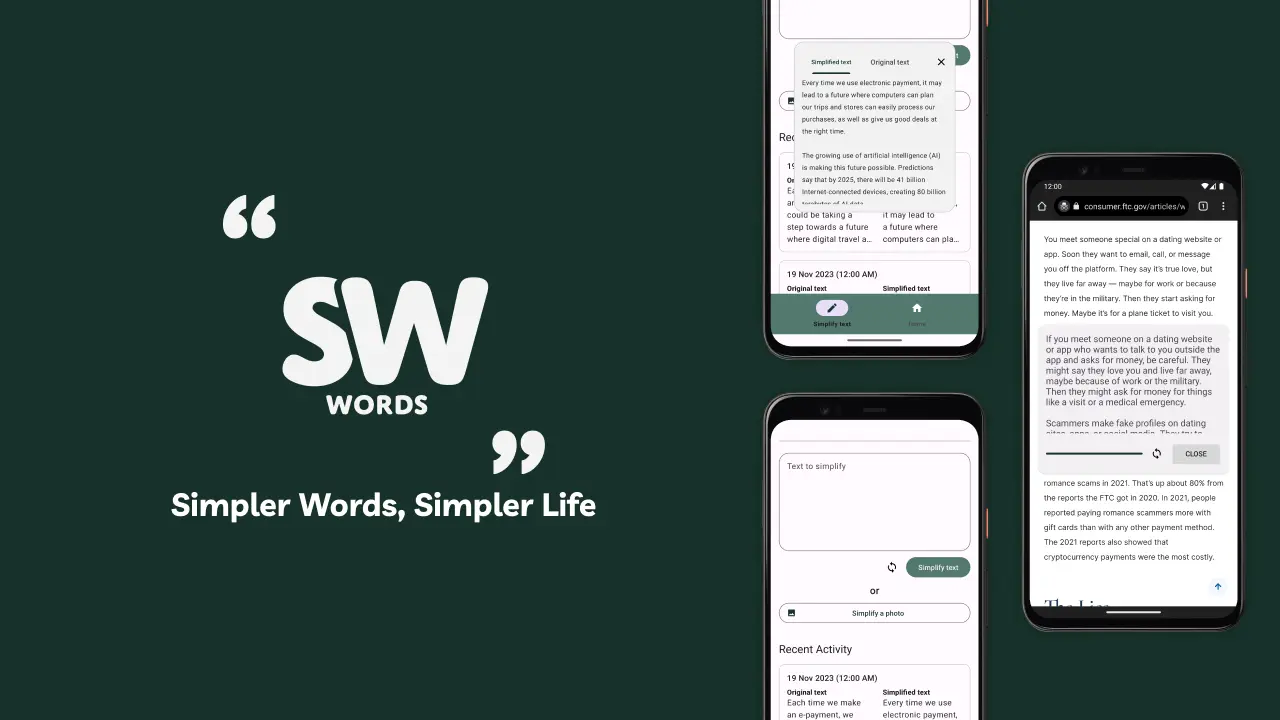 “
SW
WORDS
”
Simpler Words, Simpler Life
Simplified text
Original text
Every time we use electronic payment, it may
lead to a future where computers can plan
our trips and stores can easily process our
purchases, as well as give us good deals at
the right time.
The growing use of artificial intelligence (AI)
is making this future possible. Predictions
say that by 2025, there will be 41 billion
Internet-connected devices, creating 80 billion
could be taking a
step towards a future
where digital travel a...
it may lead to
a future where
computers can pla...
19 Nov 2023 (12:00 AM)
Original text
Simplified text
Simplify text
Text to simplify
Simplify text
or
Simplify a photo
Recent Activity
19 Nov 2023 (12:00 AM)
Original text
Each time we make
an e-payment, we
Simplified text
Every time we use
electronic payment,
12:00
consumer.ftc.gov/articles/w
1
You meet someone special on a dating website or
app. Soon they want to email, call, or message
you off the platform. They say it's true love, but
they live far away — maybe for work or because
they're in the military. Then they start asking for
money. Maybe it's for a plane ticket to visit you.
If you meet someone on a dating website
or app who wants to talk to you outside the
app and asks for money, be careful. They
might say they love you and live far away,
maybe because of work or the military.
Then they might ask for money for things
like a visit or a medical emergency.
Scammers make fake profiles on dating
CLOSE
romance scams in 2021. That's up about 80% from
the reports the FTC got in 2020. In 2021, people
reported paying romance scammers more with
gift cards than with any other payment method.
The 2021 reports also showed that
cryptocurrency payments were the most costly.